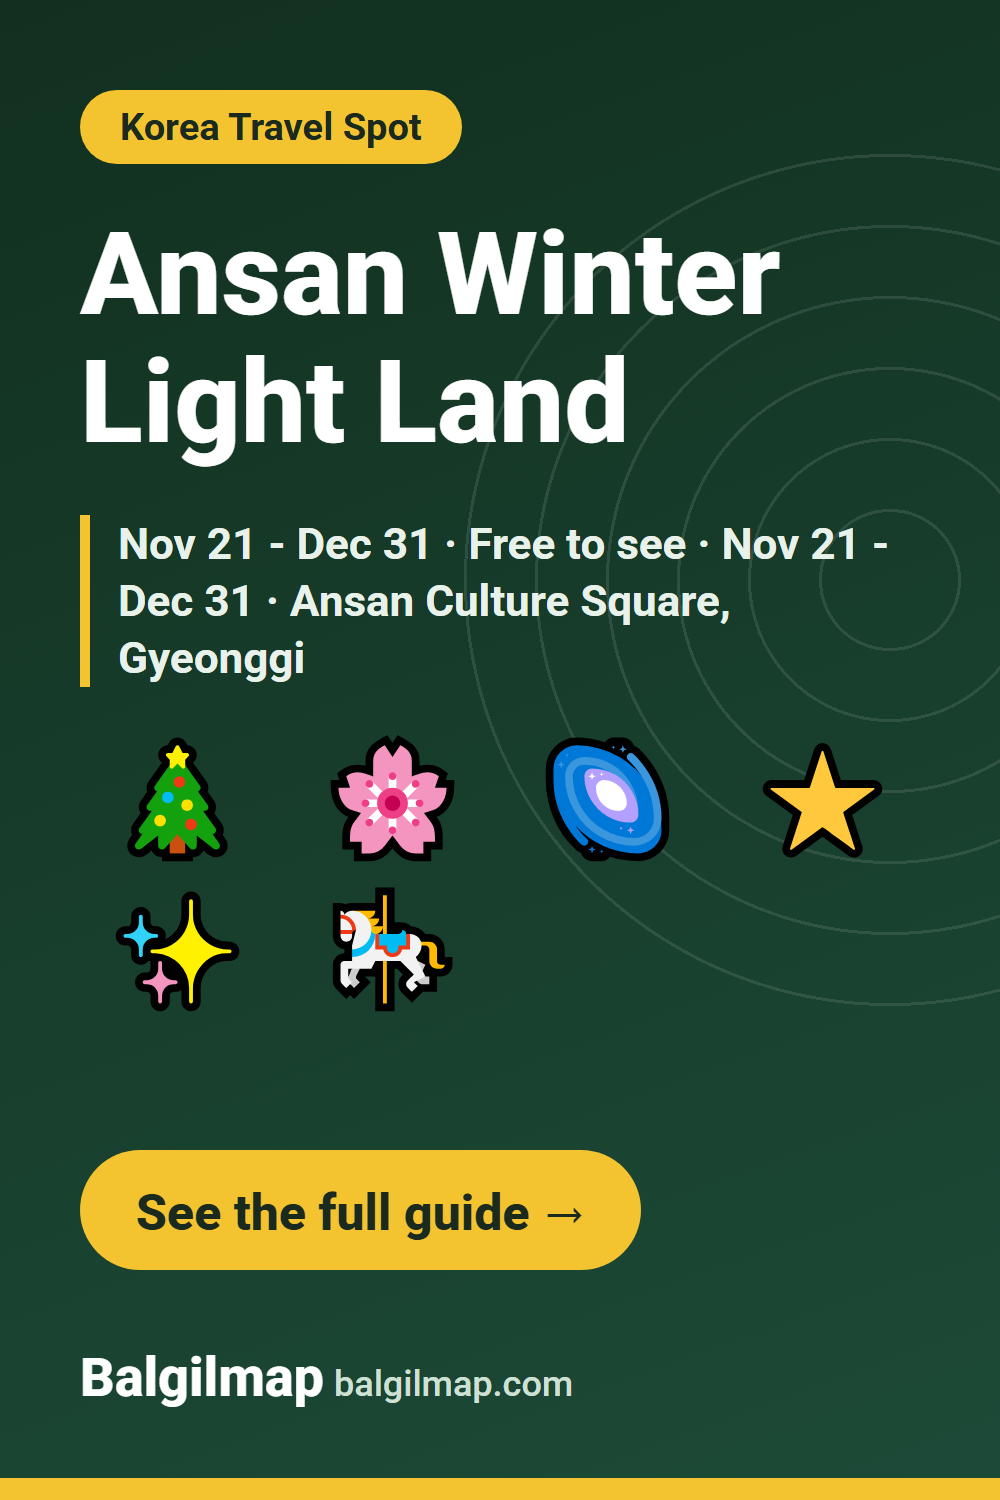 Korea Travel Spot
Ansan Winter
Light Land
Nov 21 - Dec 31 · Free to see · Nov 21 -
Dec 31 · Ansan Culture Square,
Gyeonggi
See the full guide →
Balgilmap balgilmap.com